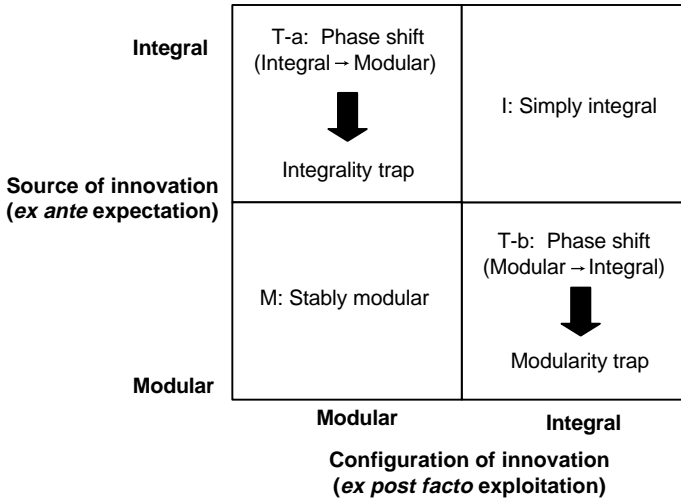 Integral
T-a: Phase shift
(Integral → Modular)
Integrality trap
I: Simply integral
Source of innovation
(ex ante expectation)
M: Stably modular
T-b: Phase shift
(Modular → Integral)
Modularity trap
Modular
Modular
Integral
Configuration of innovation
(ex post facto exploitation)